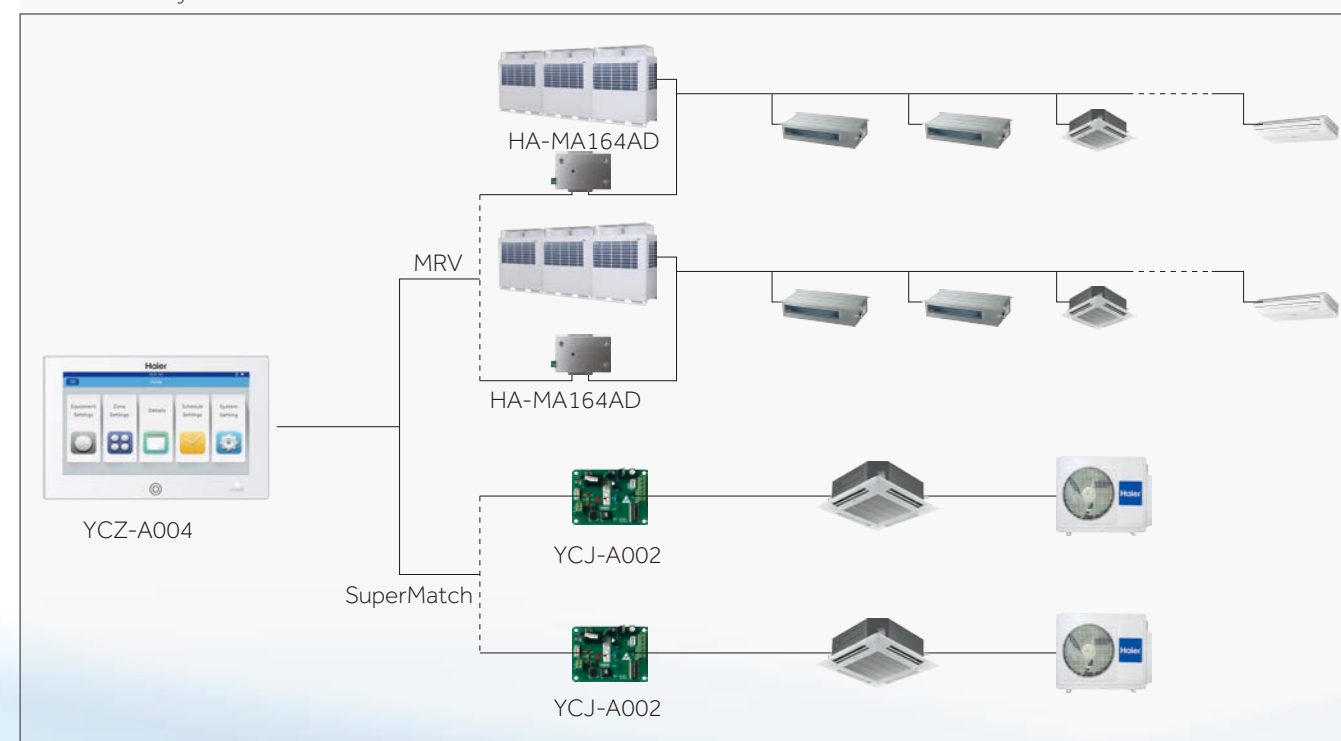 HA-MA164AD
MRV
HA-MA164AD
Haier
Equipment Settings
Zone Settings
Details
Schedule Settings
System Setting
YCZ-A004
Haier
YCJ-A002
SuperMatch
Haier
YCJ-A002